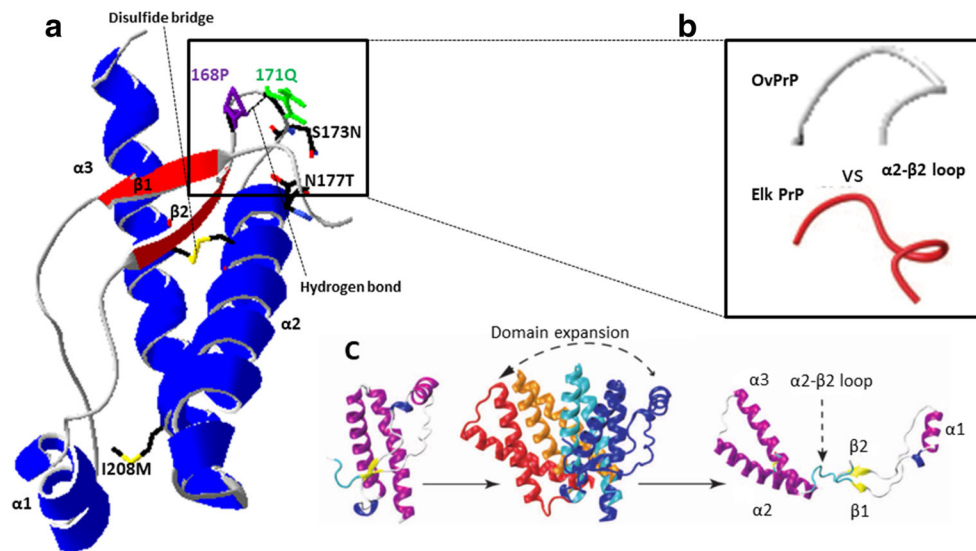 a
Disulfide bridge
168P
171Q
S173N
N177T
α3
β1
β2
Hydrogen bond
α2
I208M
α1
b
OvPrP
α2-β2 loop
VS
Elk PrP
C
Domain expansion
α3
α2-β2 loop
α1
β2
α2
β1